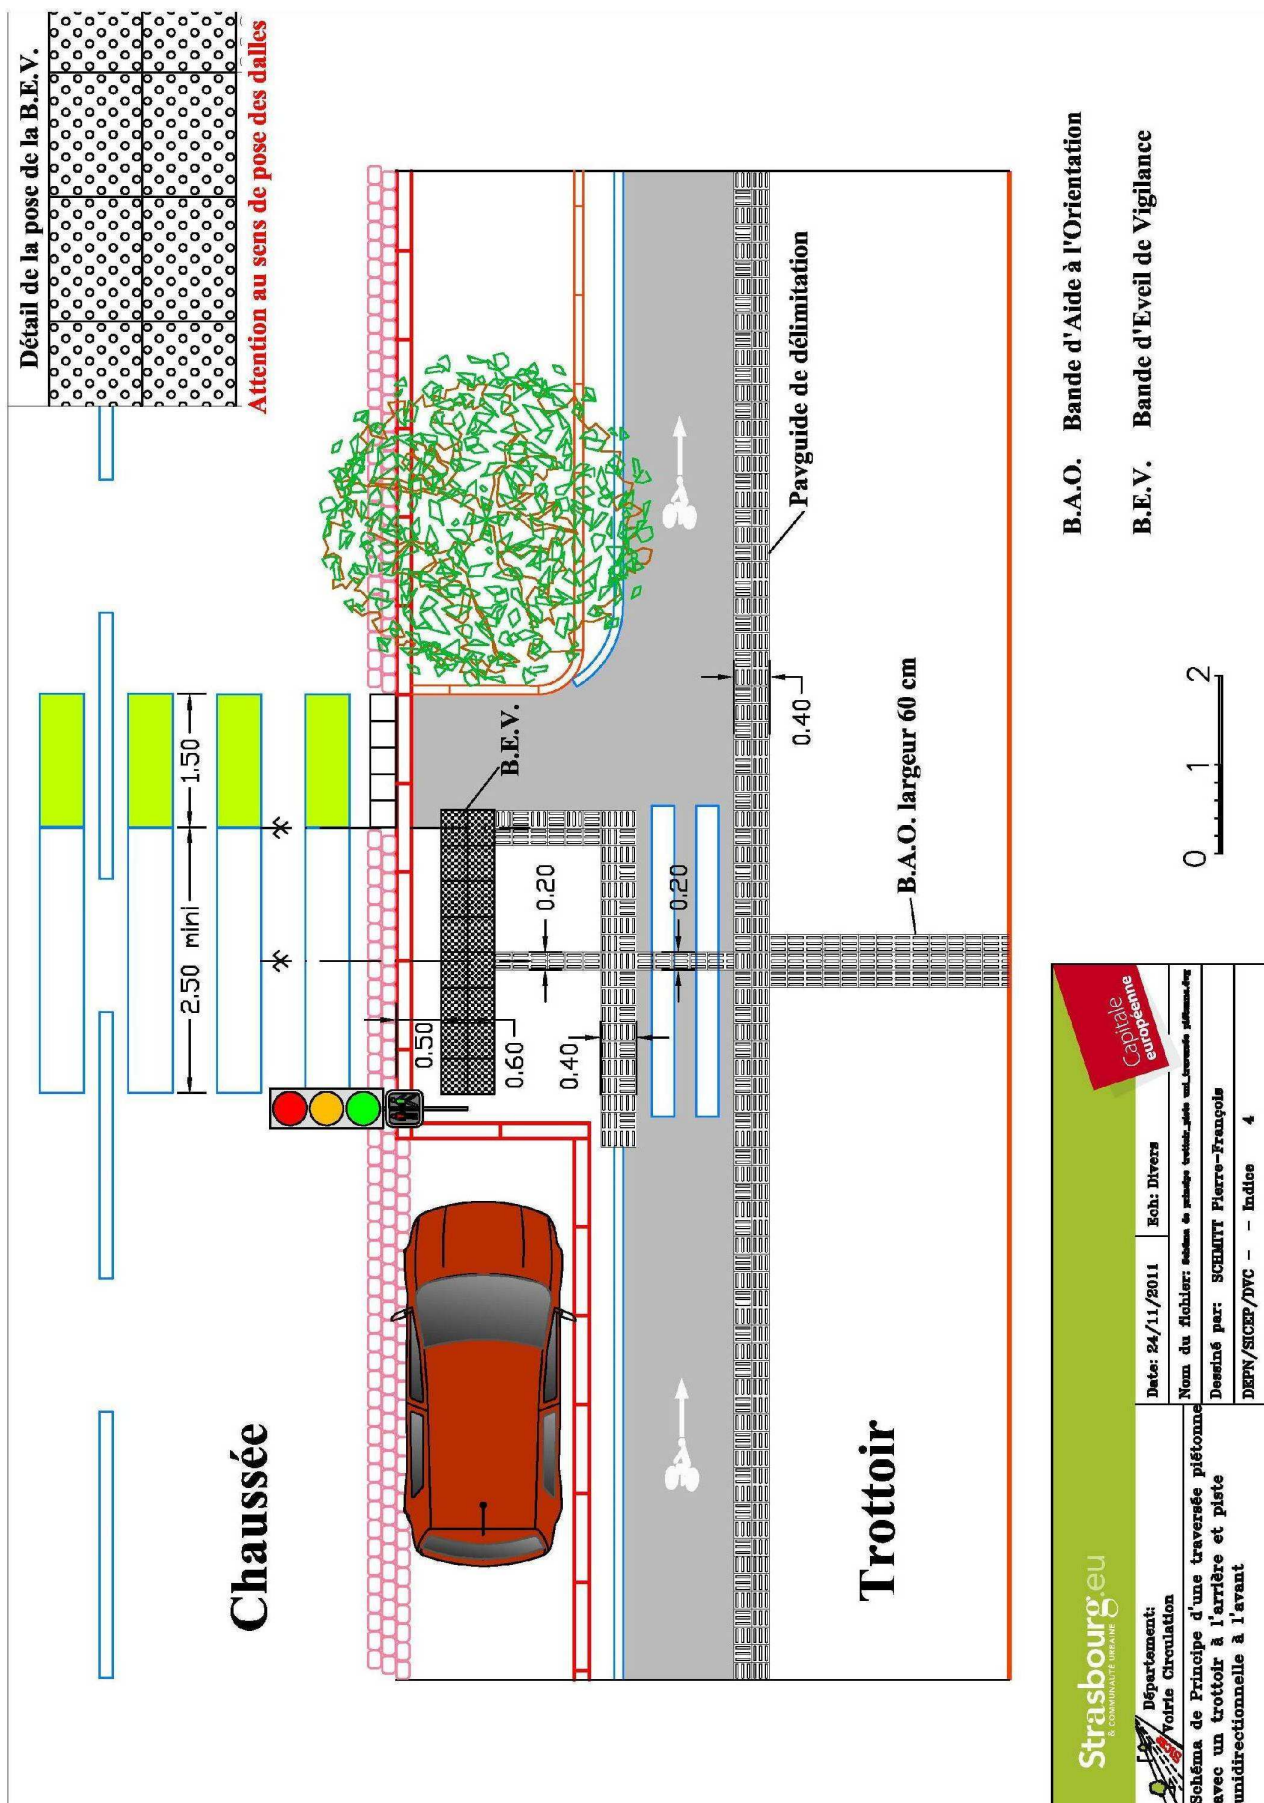 Détail de la pose de la B.E.V.
Attention au sens de pose des dalles
Chaussée
2.50 mini
1.50
B.E.V.
0.50
0.60
0.40
0.20
0.20
0.40
Pavguide de délimitation
B.A.O. largeur 60 cm
Trottoir
0 1 2
B.A.O. Bande d'Aide à l'Orientation
B.E.V. Bande d'Eveil de Vigilance
Strasbourg.eu
& COMMUNAUTÉ URBAINE
Capitale
européenne
Département:
Voirie Circulation
Schéma de Principe d'une traversée piétonne
avec un trottoir à l'arrière et piste
unidirectionnelle à l'avant
Date: 24/11/2011 Ech: Divers
Nom du fichier:
Dessiné par: SCHMITT Pierre-François
DEPN/SICEP/DVC - - Indice 4